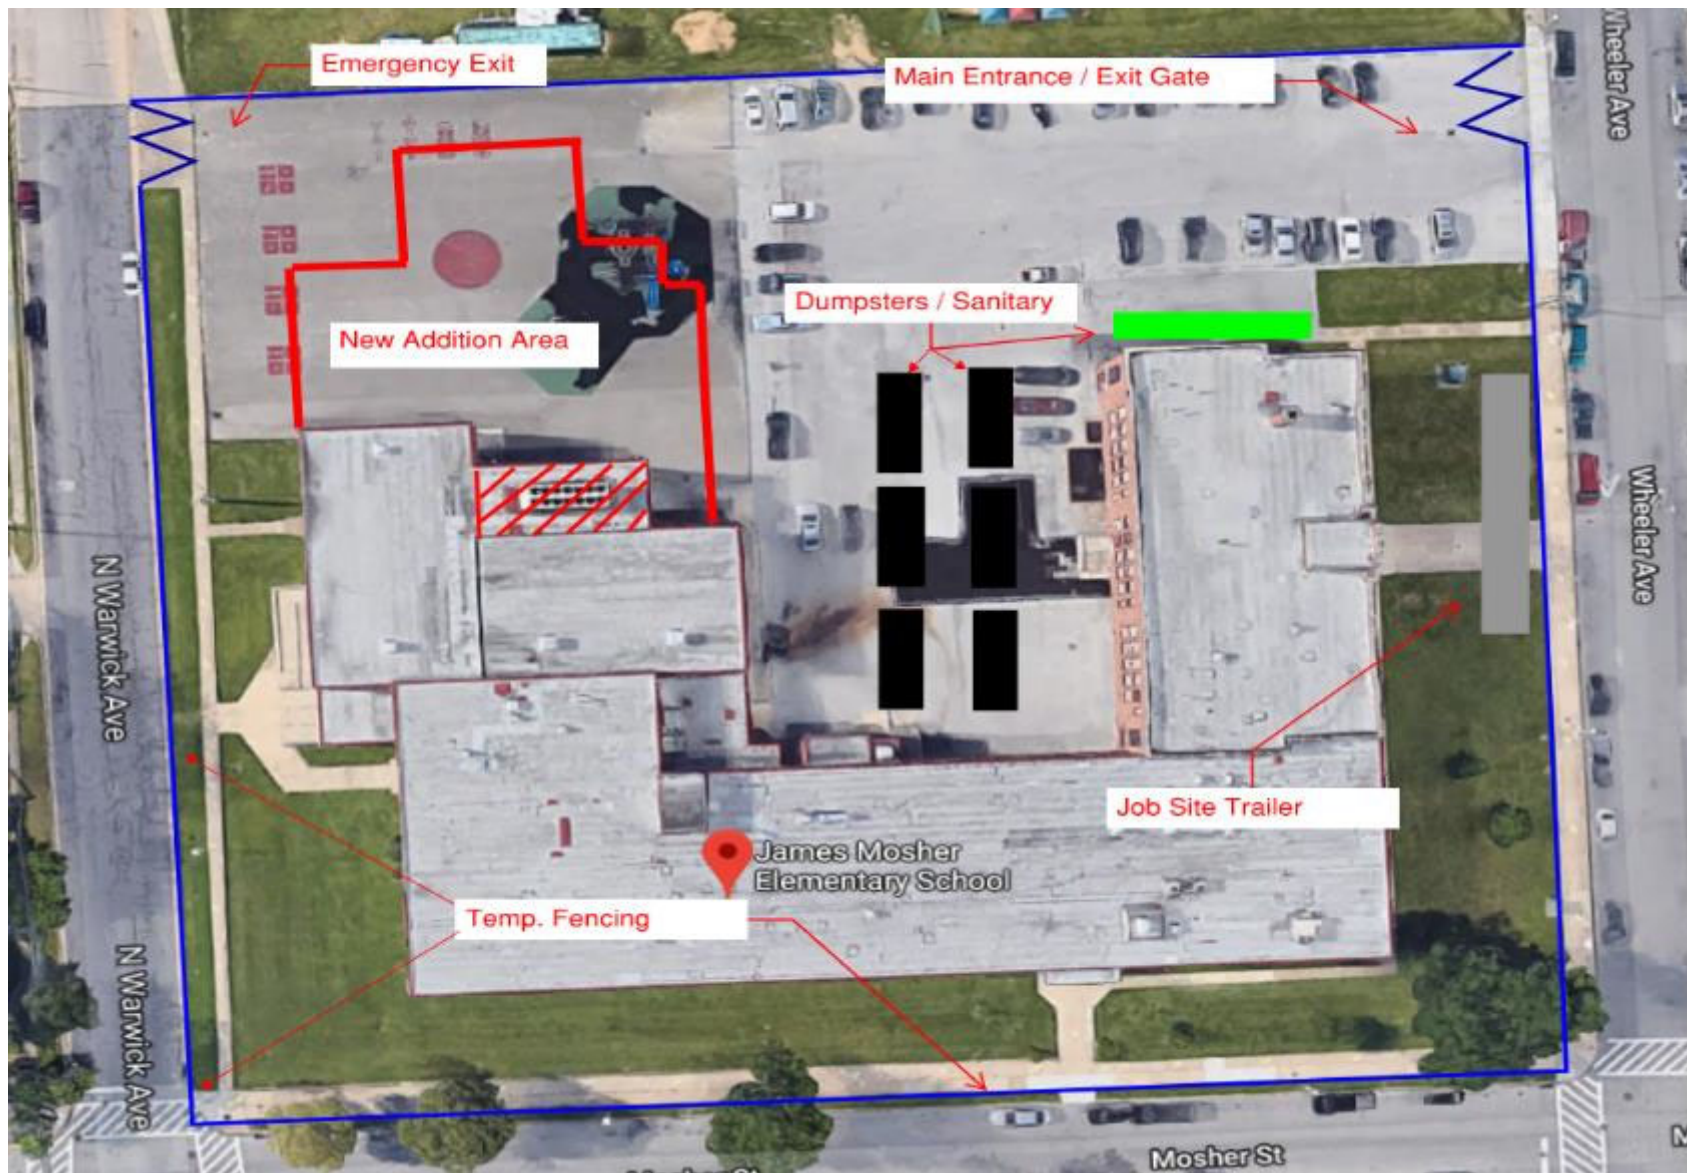 Emergency Exit
Main Entrance / Exit Gate
Wheeler Ave
Dumpsters / Sanitary
New Addition Area
Wheeler Ave
N Warwick Ave
Job Site Trailer
James Mosher
Elementary School
Temp. Fencing
N Warwick Ave
Mosher St